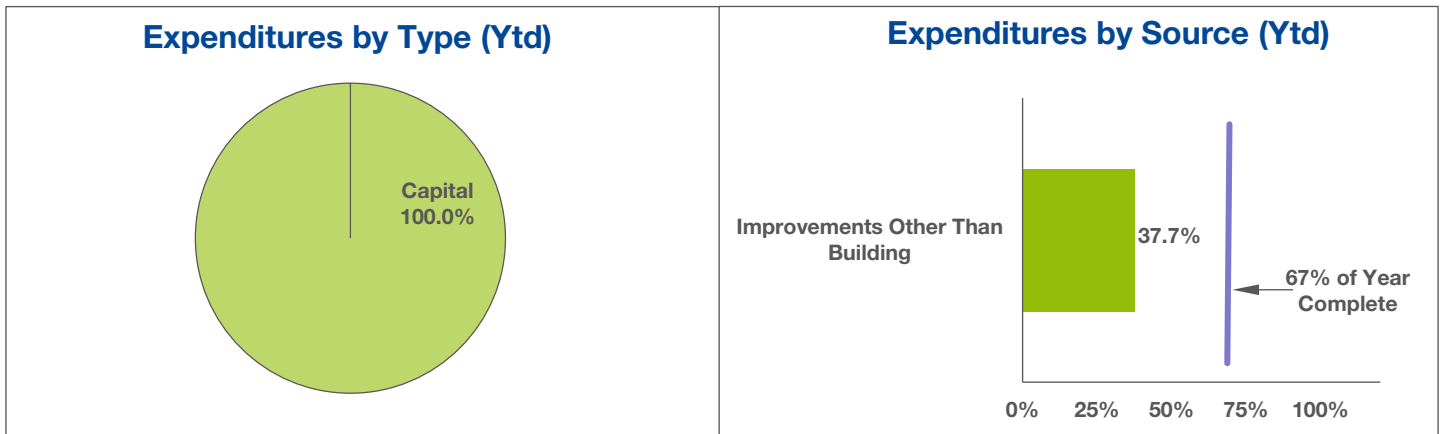 Expenditures by Type (Ytd)
Capital
100.0%
Expenditures by Source (Ytd)
Improvements Other Than
Building
37.7%
67% of Year
Complete
0% 25% 50% 75% 100%